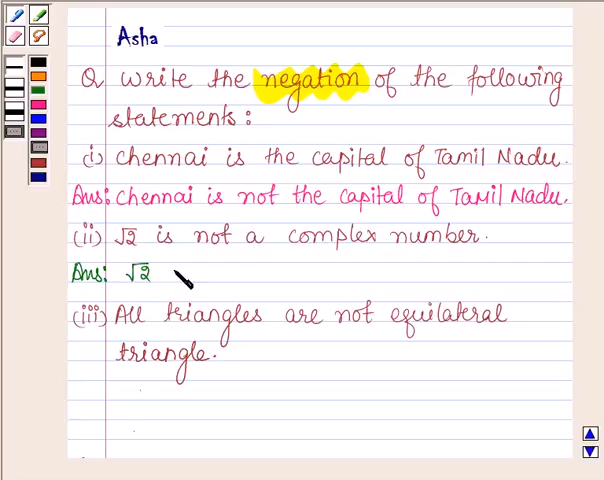 Asha
Q Write the negation of the following
statements:
(i) Chennai is the capital of Tamil Nadu.
Ans: Chennai is not the capital of Tamil Nadu.
(ii) √2 is not a complex number.
Ans: √2
(iii) All triangles are not equilateral
triangle.